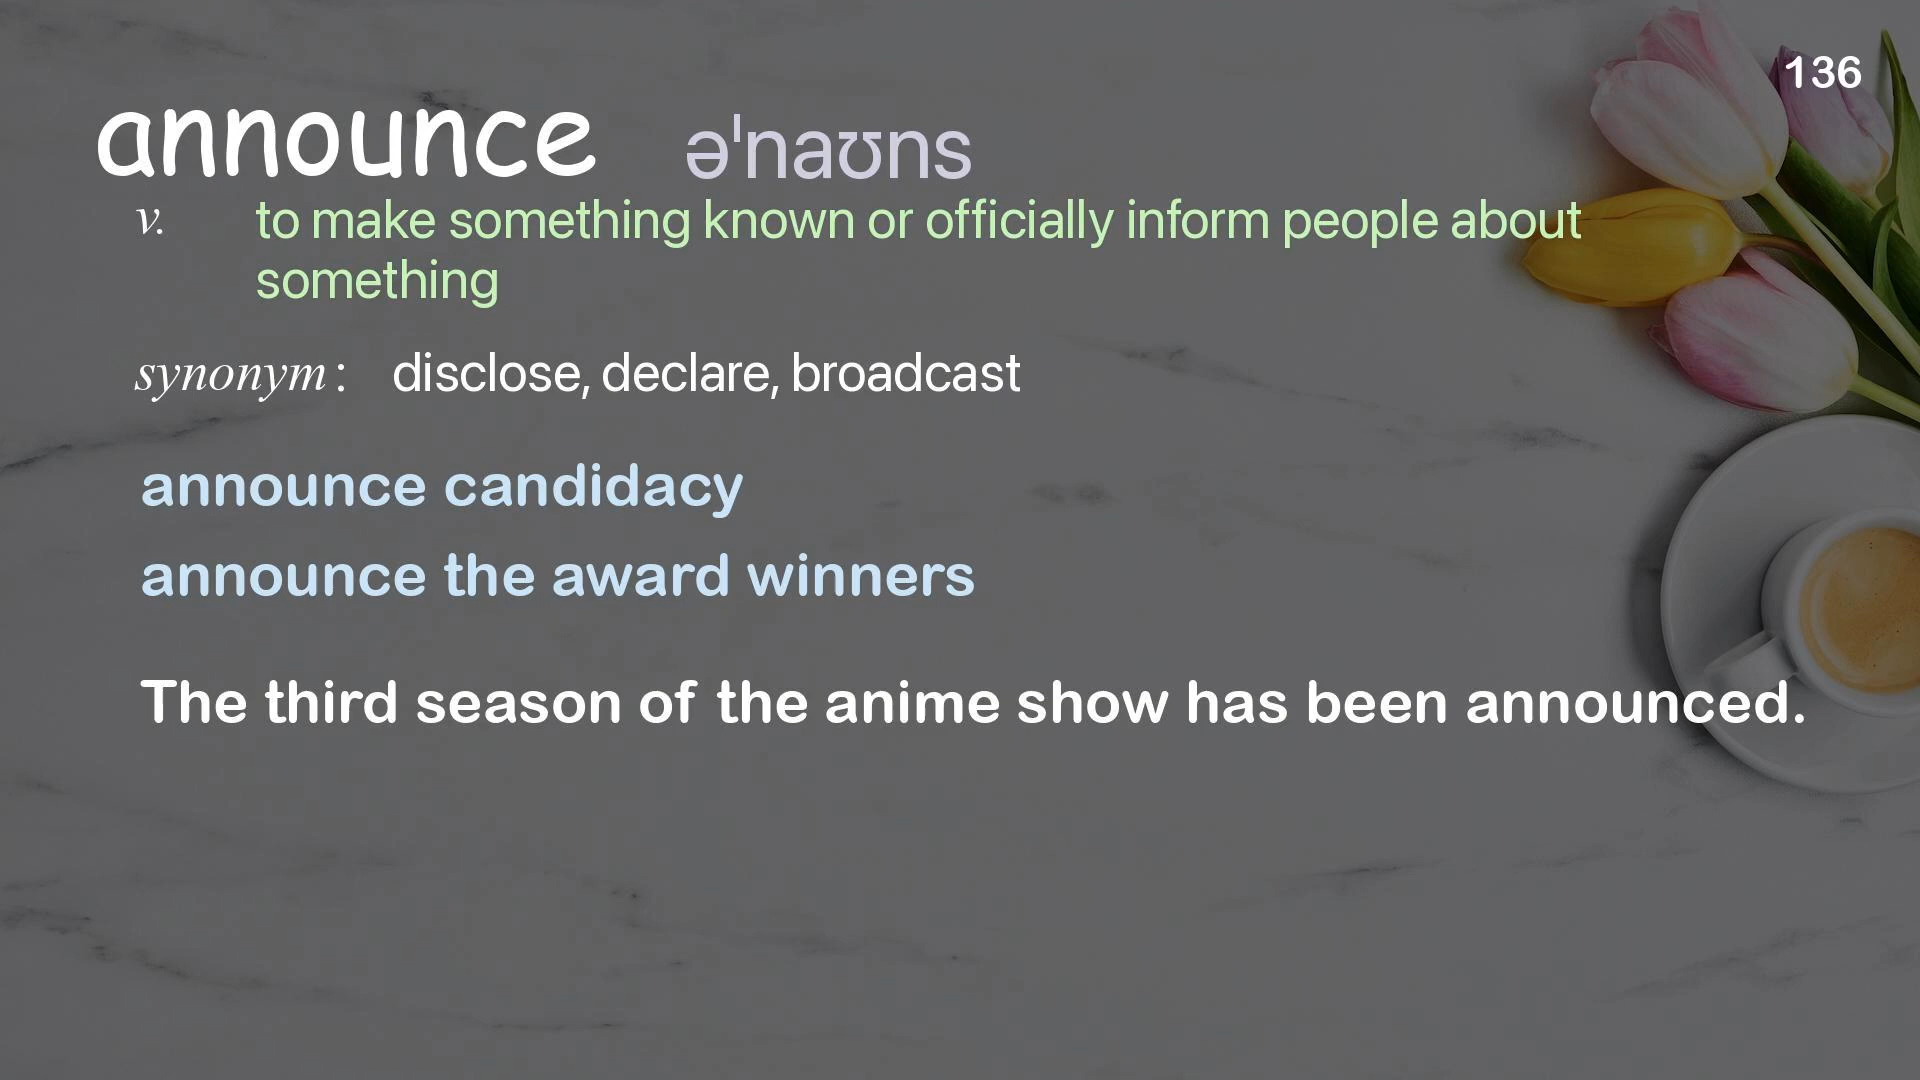 136
announce əˈnaʊns
v. to make something known or officially inform people about
something
synonym : disclose, declare, broadcast
announce candidacy
announce the award winners
The third season of the anime show has been announced.